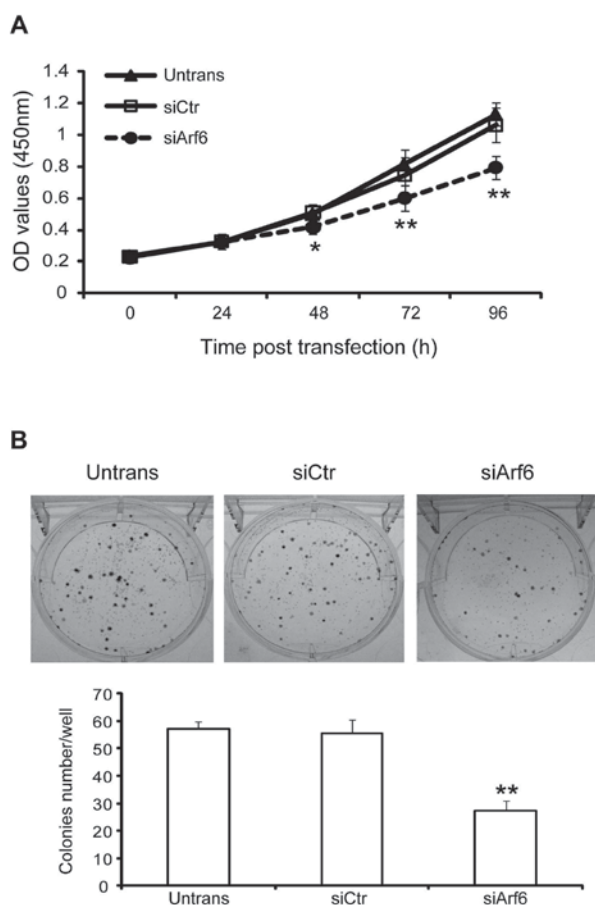 A
OD values (450nm)
1.4
1.2
1
0.8
0.6
0.4
0.2
0
Untrans
siCtr
siArf6
*
**
**
0 24 48 72 96
Time post transfection (h)
B
Untrans siCtr siArf6
Colonies number/well
70
60
50
40
30
20
10
0
**
Untrans siCtr siArf6